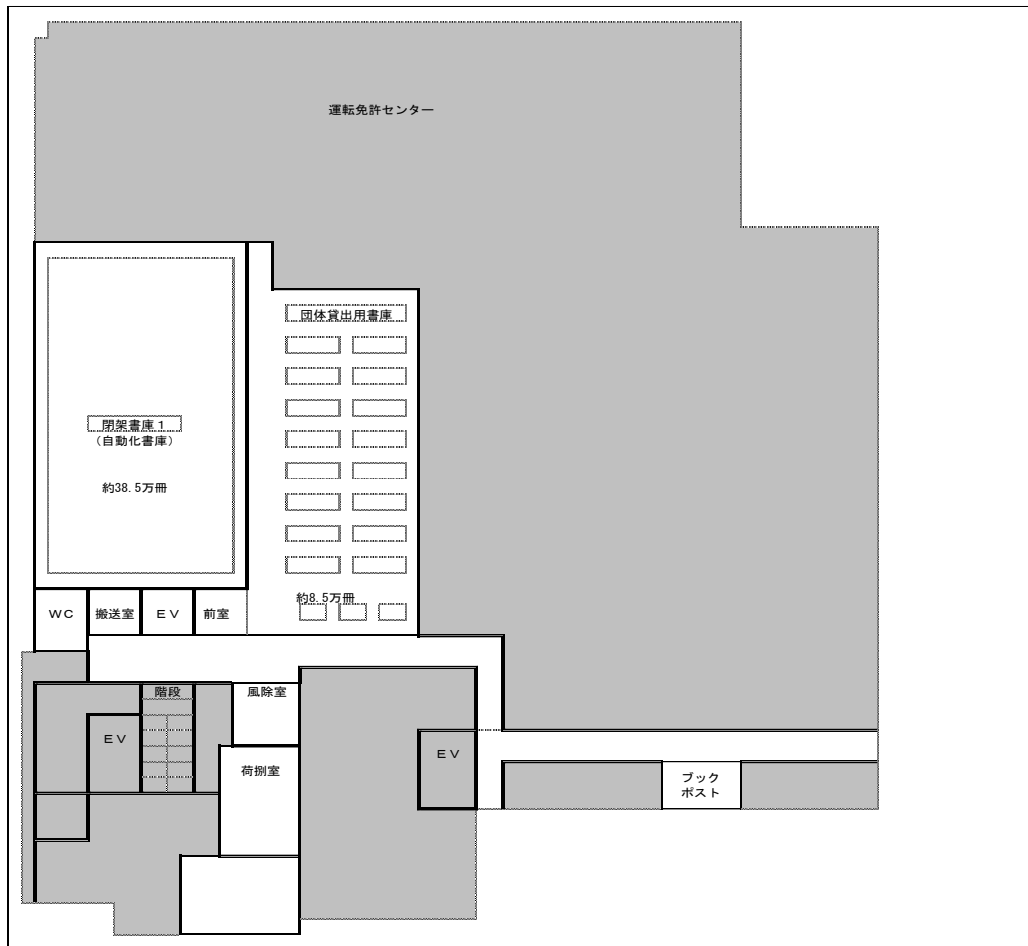 運転免許センター
団体貸出用書庫
閉架書庫1
(自動化書庫)
約38.5万冊
約8.5万冊
WC
搬送室
EV
前室
階段
風除室
EV
荷捌室
EV
ブック
ポスト